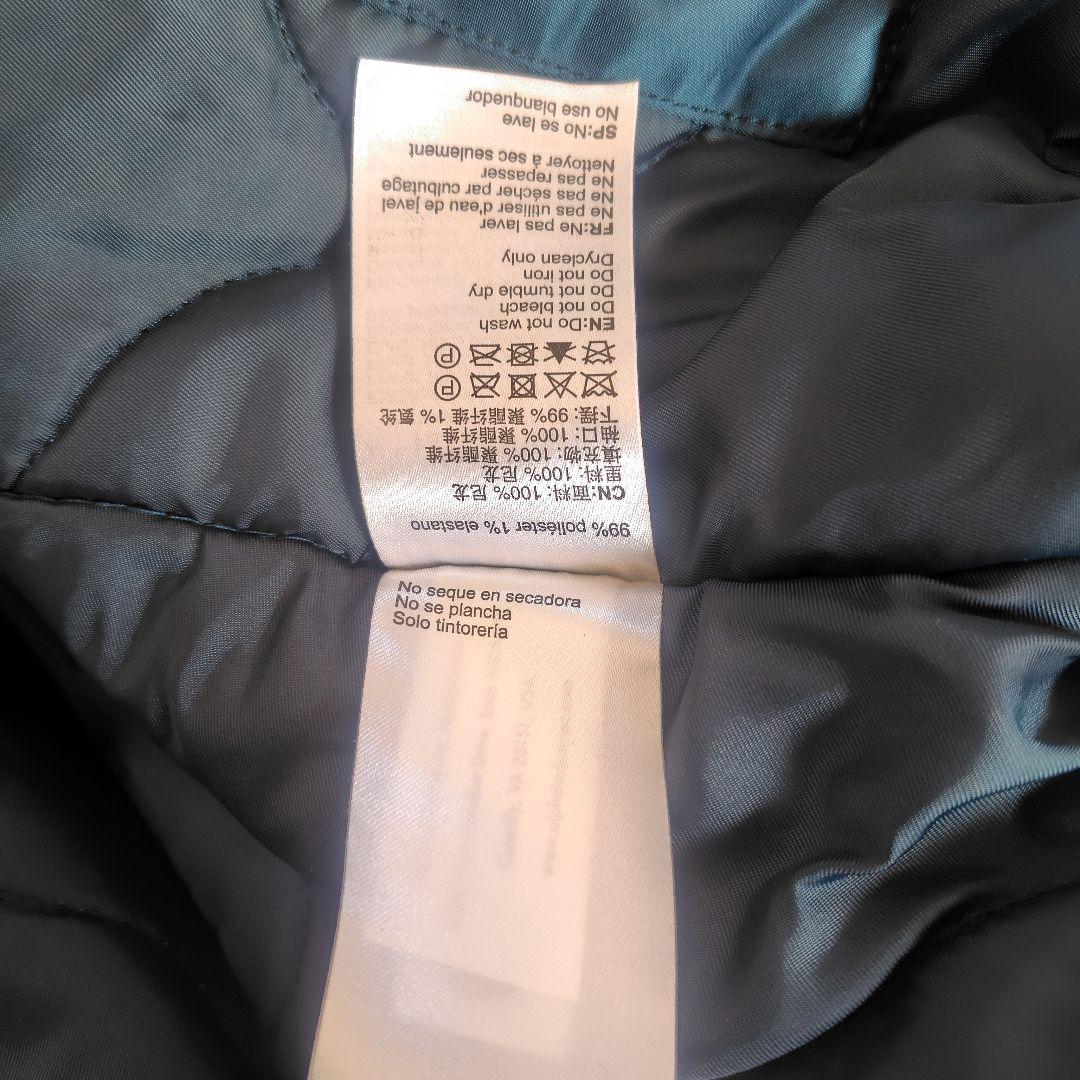 99% poliéster 1% elastano
CN:面料: 100% 尼龙
里料: 100% 尼龙
填充物: 100% 聚酯纤维
袖口: 100% 聚酯纤维
下摆: 99% 聚酯纤维 1% 氨纶
EN:Do not wash
Do not bleach
Do not tumble dry
Do not iron
Dryclean only
FR:Ne pas laver
Ne pas utiliser d'eau de javel
Ne pas sécher par culbutage
Ne pas repasser
Nettoyer à sec seulement
SP:No se lave
No use blanquedor
No seque en secadora
No se plancha
Solo tintorería
VA 20151 USA